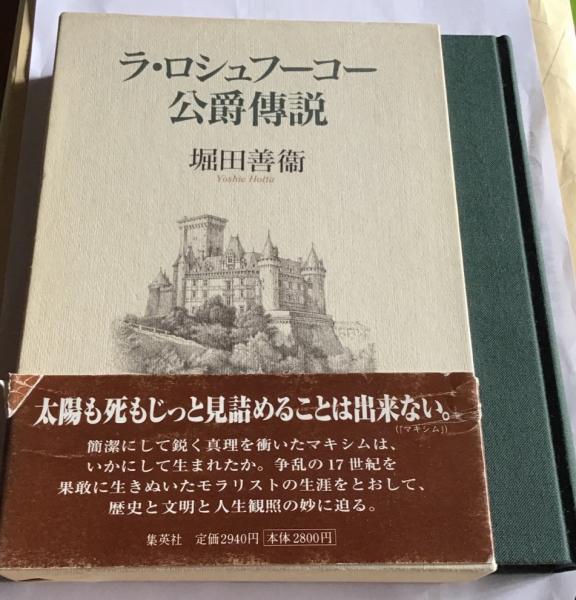 ラ・ロシュフーコー
公爵傳説
堀田善衞
Yoshie Hotta
太陽も死もじっと見詰めることは出来ない。
(「マキシム」)
簡潔にして鋭く真理を衝いたマキシムは、
いかにして生まれたか。争乱の17世紀を
果敢に生きぬいたモラリストの生涯をとおして、
歴史と文明と人生観照の妙に迫る。
集英社 定価2940円 本体2800円